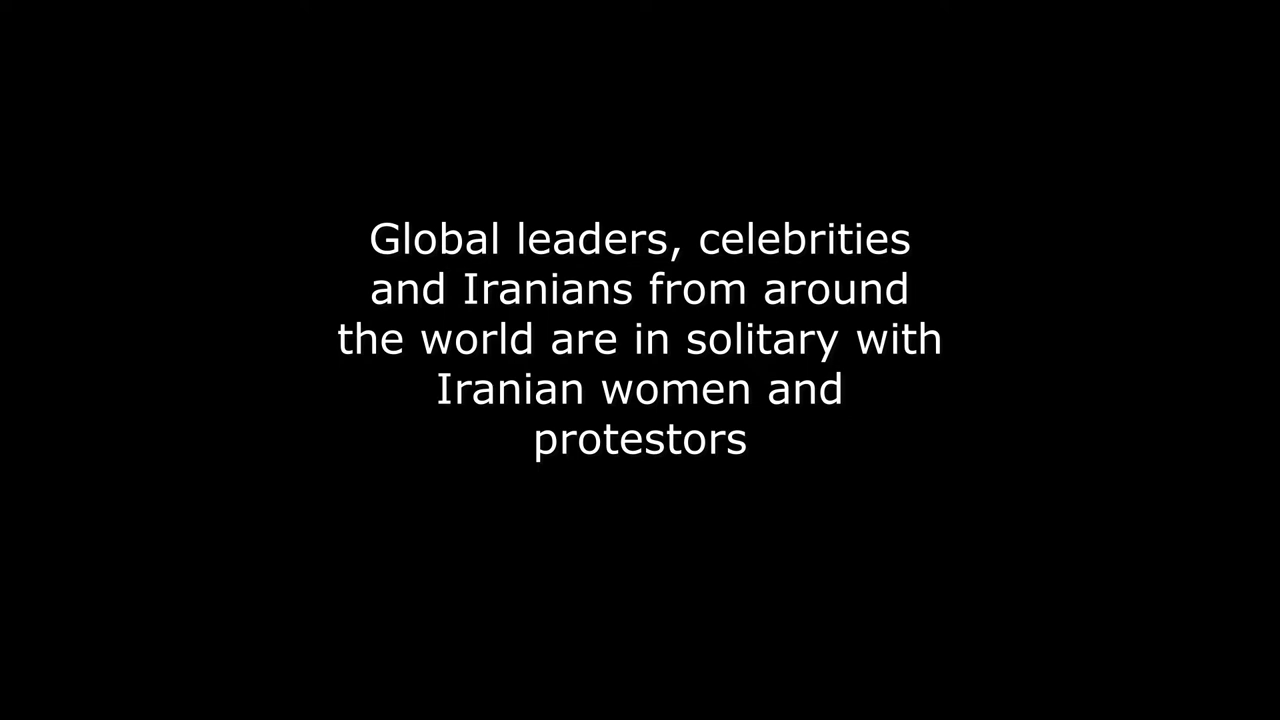 Global leaders, celebrities
and Iranians from around
the world are in solitary with
Iranian women and
protestors